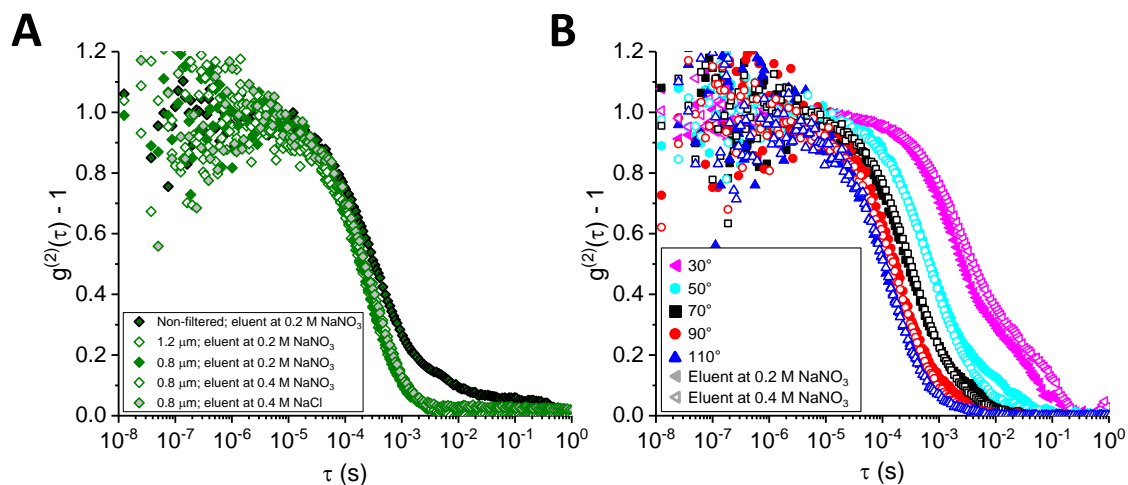 A
B
1.2
1.0
0.8
0.6
0.4
0.2
0.0
g⁽²⁾(τ) - 1
Non-filtered; eluent at 0.2 M NaNO₃
1.2 μm; eluent at 0.2 M NaNO₃
0.8 μm; eluent at 0.2 M NaNO₃
0.8 μm; eluent at 0.4 M NaNO₃
0.8 μm; eluent at 0.4 M NaCl
10⁻⁸ 10⁻⁷ 10⁻⁶ 10⁻⁵ 10⁻⁴ 10⁻³ 10⁻² 10⁻¹ 10⁰
τ (s)
1.2
1.0
0.8
0.6
0.4
0.2
0.0
g⁽²⁾(τ) - 1
30°
50°
70°
90°
110°
Eluent at 0.2 M NaNO₃
Eluent at 0.4 M NaNO₃
10⁻⁸ 10⁻⁷ 10⁻⁶ 10⁻⁵ 10⁻⁴ 10⁻³ 10⁻² 10⁻¹ 10⁰
τ (s)